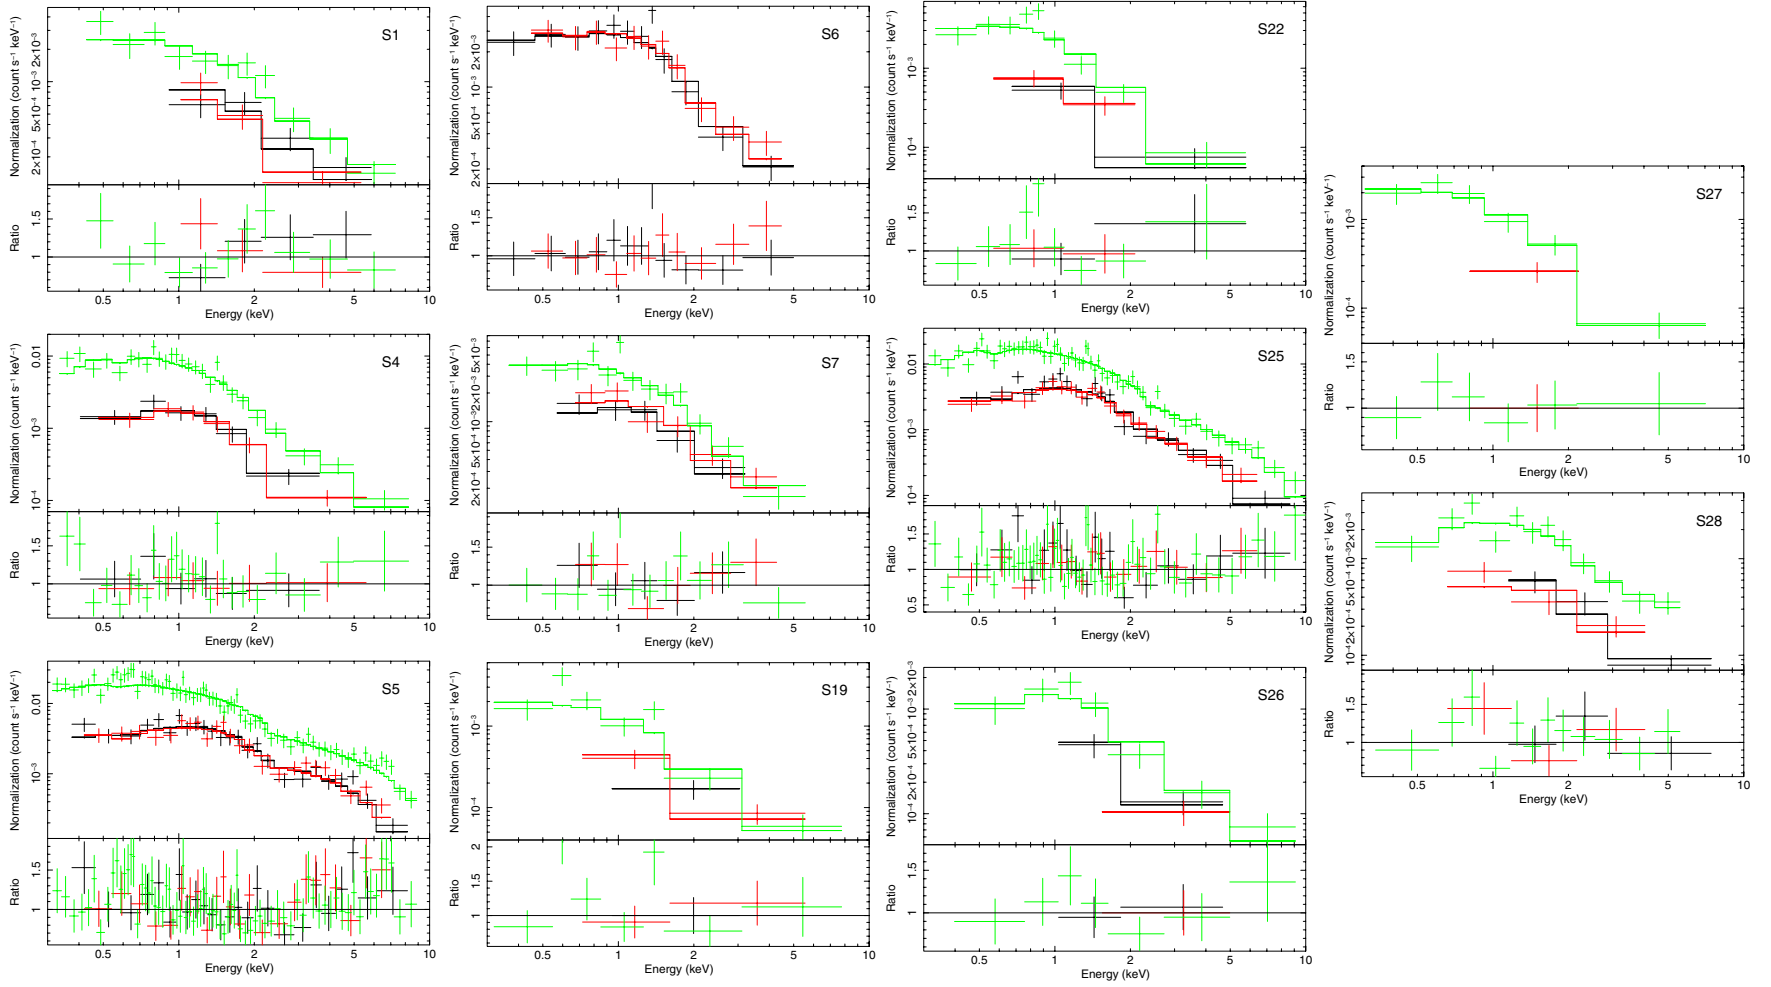 S1
Normalization (count s⁻¹ keV⁻¹)
2×10⁻⁴ 5×10⁻⁴ 10⁻³ 2×10⁻³
Ratio
1 1.5
0.5 1 2 5 10
Energy (keV)
S6
Normalization (count s⁻¹ keV⁻¹)
2×10⁻⁴ 5×10⁻⁴ 10⁻³ 2×10⁻³
Ratio
1 1.5
0.5 1 2 5 10
Energy (keV)
S22
Normalization (count s⁻¹ keV⁻¹)
10⁻⁴ 10⁻³
Ratio
1 1.5
0.5 1 2 5 10
Energy (keV)
S27
Normalization (count s⁻¹ keV⁻¹)
10⁻⁴ 10⁻³
Ratio
1 1.5
0.5 1 2 5 10
Energy (keV)
S4
Normalization (count s⁻¹ keV⁻¹)
10⁻⁴ 10⁻³ 0.01
Ratio
1 1.5
0.5 1 2 5 10
Energy (keV)
S7
Normalization (count s⁻¹ keV⁻¹)
2×10⁻⁴ 5×10⁻⁴ 10⁻³ 2×10⁻³ 5×10⁻³
Ratio
1 1.5
0.5 1 2 5 10
Energy (keV)
S25
Normalization (count s⁻¹ keV⁻¹)
10⁻⁴ 10⁻³ 0.01
Ratio
0.5 1 1.5
0.5 1 2 5 10
Energy (keV)
S28
Normalization (count s⁻¹ keV⁻¹)
10⁻⁴ 2×10⁻⁴ 5×10⁻⁴ 10⁻³ 2×10⁻³
Ratio
1 1.5
0.5 1 2 5 10
Energy (keV)
S5
Normalization (count s⁻¹ keV⁻¹)
10⁻³ 0.01
Ratio
1 1.5
0.5 1 2 5 10
Energy (keV)
S19
Normalization (count s⁻¹ keV⁻¹)
10⁻⁴ 10⁻³
Ratio
1 1.5 2
0.5 1 2 5 10
Energy (keV)
S26
Normalization (count s⁻¹ keV⁻¹)
10⁻⁴ 2×10⁻⁴ 5×10⁻⁴ 10⁻³ 2×10⁻³
Ratio
1 1.5
0.5 1 2 5 10
Energy (keV)